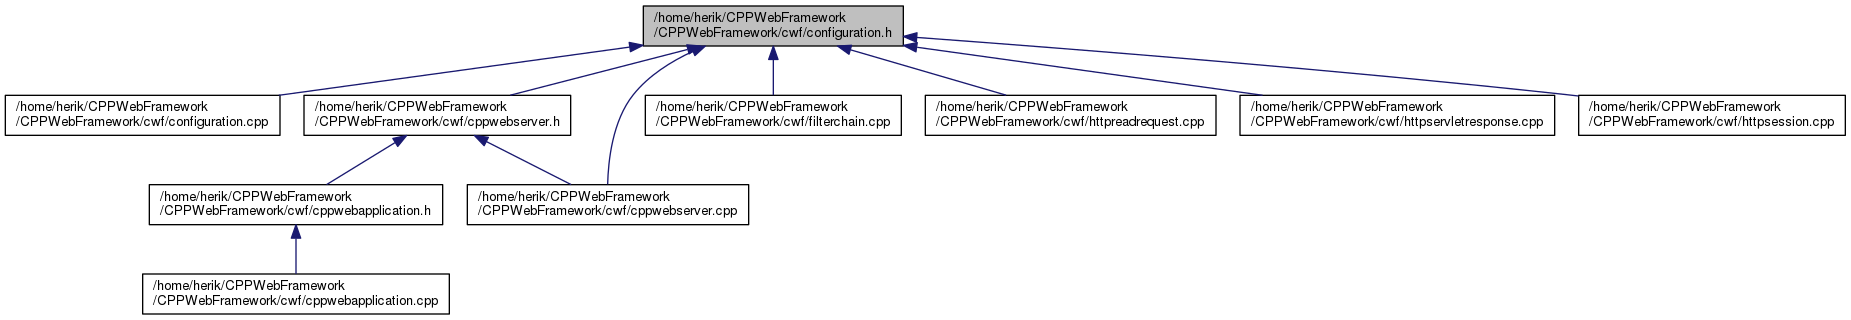 /home/herik/CPPWebFramework
/CPPWebFramework/cwf/configuration.h
/home/herik/CPPWebFramework
/CPPWebFramework/cwf/configuration.cpp
/home/herik/CPPWebFramework
/CPPWebFramework/cwf/cppwebserver.h
/home/herik/CPPWebFramework
/CPPWebFramework/cwf/filterchain.cpp
/home/herik/CPPWebFramework
/CPPWebFramework/cwf/httpreadrequest.cpp
/home/herik/CPPWebFramework
/CPPWebFramework/cwf/httpservletresponse.cpp
/home/herik/CPPWebFramework
/CPPWebFramework/cwf/httpsession.cpp
/home/herik/CPPWebFramework
/CPPWebFramework/cwf/cppwebapplication.h
/home/herik/CPPWebFramework
/CPPWebFramework/cwf/cppwebserver.cpp
/home/herik/CPPWebFramework
/CPPWebFramework/cwf/cppwebapplication.cpp